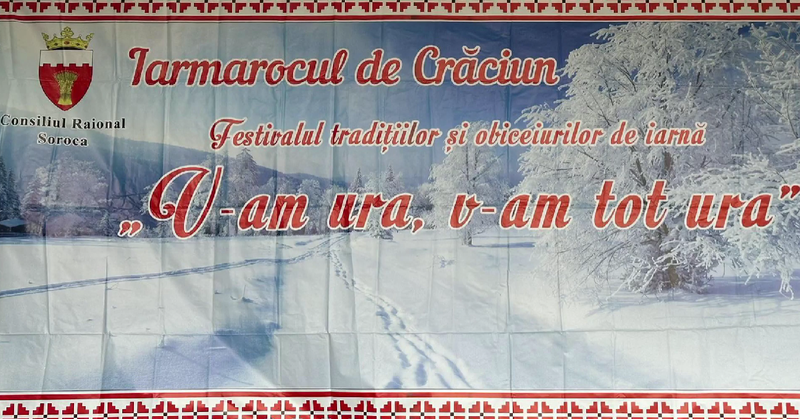 Iarmarocul de Crăciun
Consiliul Raional
Soroca
Festivalul tradițiilor și obiceiurilor de iarnă
„V-am ura, v-am tot ura”